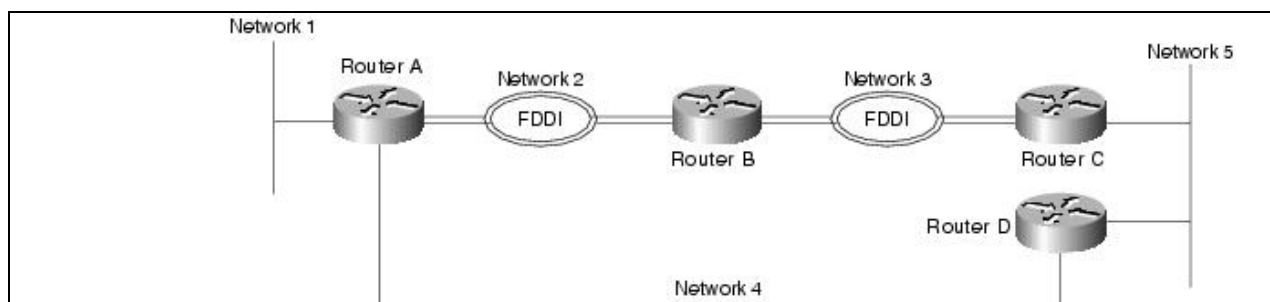 Network 1
Router A
Network 2
FDDI
Router B
Network 3
FDDI
Router C
Network 5
Router D
Network 4